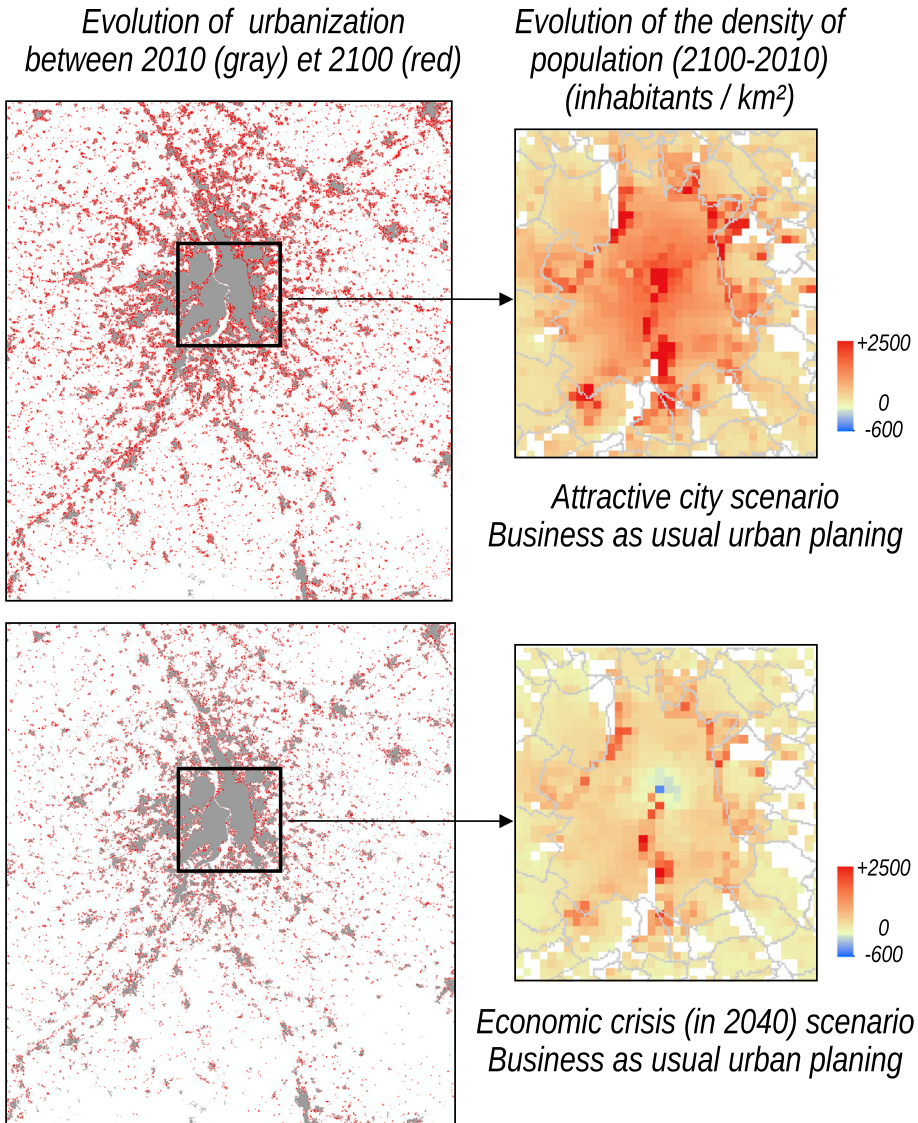 Evolution of urbanization
between 2010 (gray) et 2100 (red)
Evolution of the density of
population (2100-2010)
(inhabitants / km²)
+2500
0
-600
Attractive city scenario
Business as usual urban planing
+2500
0
-600
Economic crisis (in 2040) scenario
Business as usual urban planing